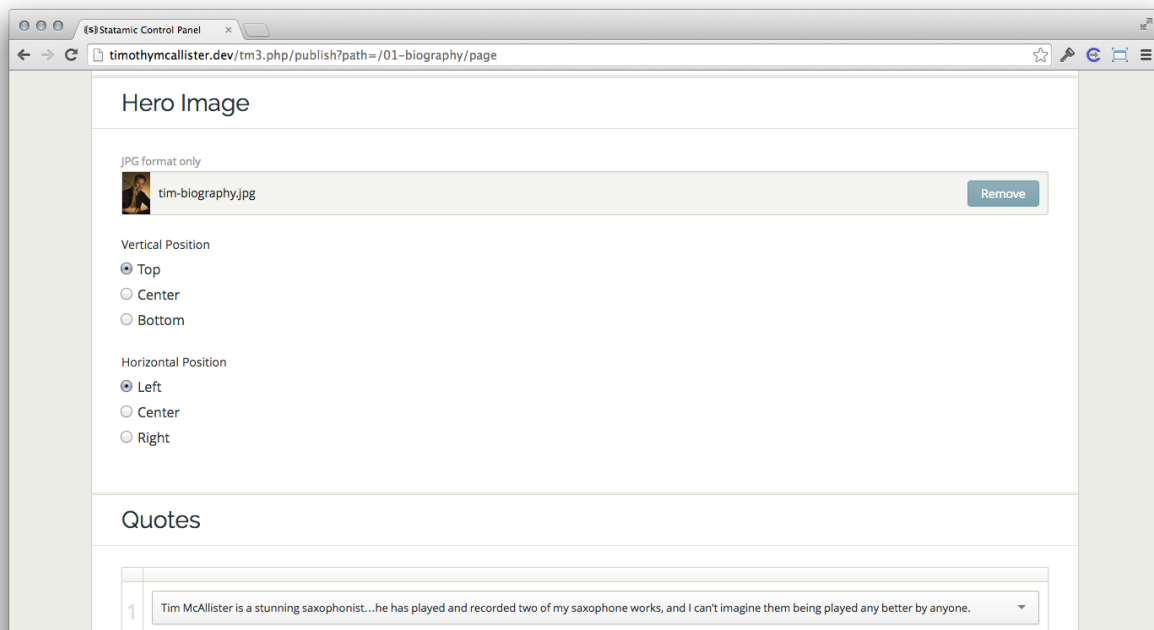 {s} Statamic Control Panel
timothymcallister.dev/tm3.php/publish?path=/01-biography/page
Hero Image
JPG format only
tim-biography.jpg
Remove
Vertical Position
Top
Center
Bottom
Horizontal Position
Left
Center
Right
Quotes
1
Tim McAllister is a stunning saxophonist…he has played and recorded two of my saxophone works, and I can't imagine them being played any better by anyone.